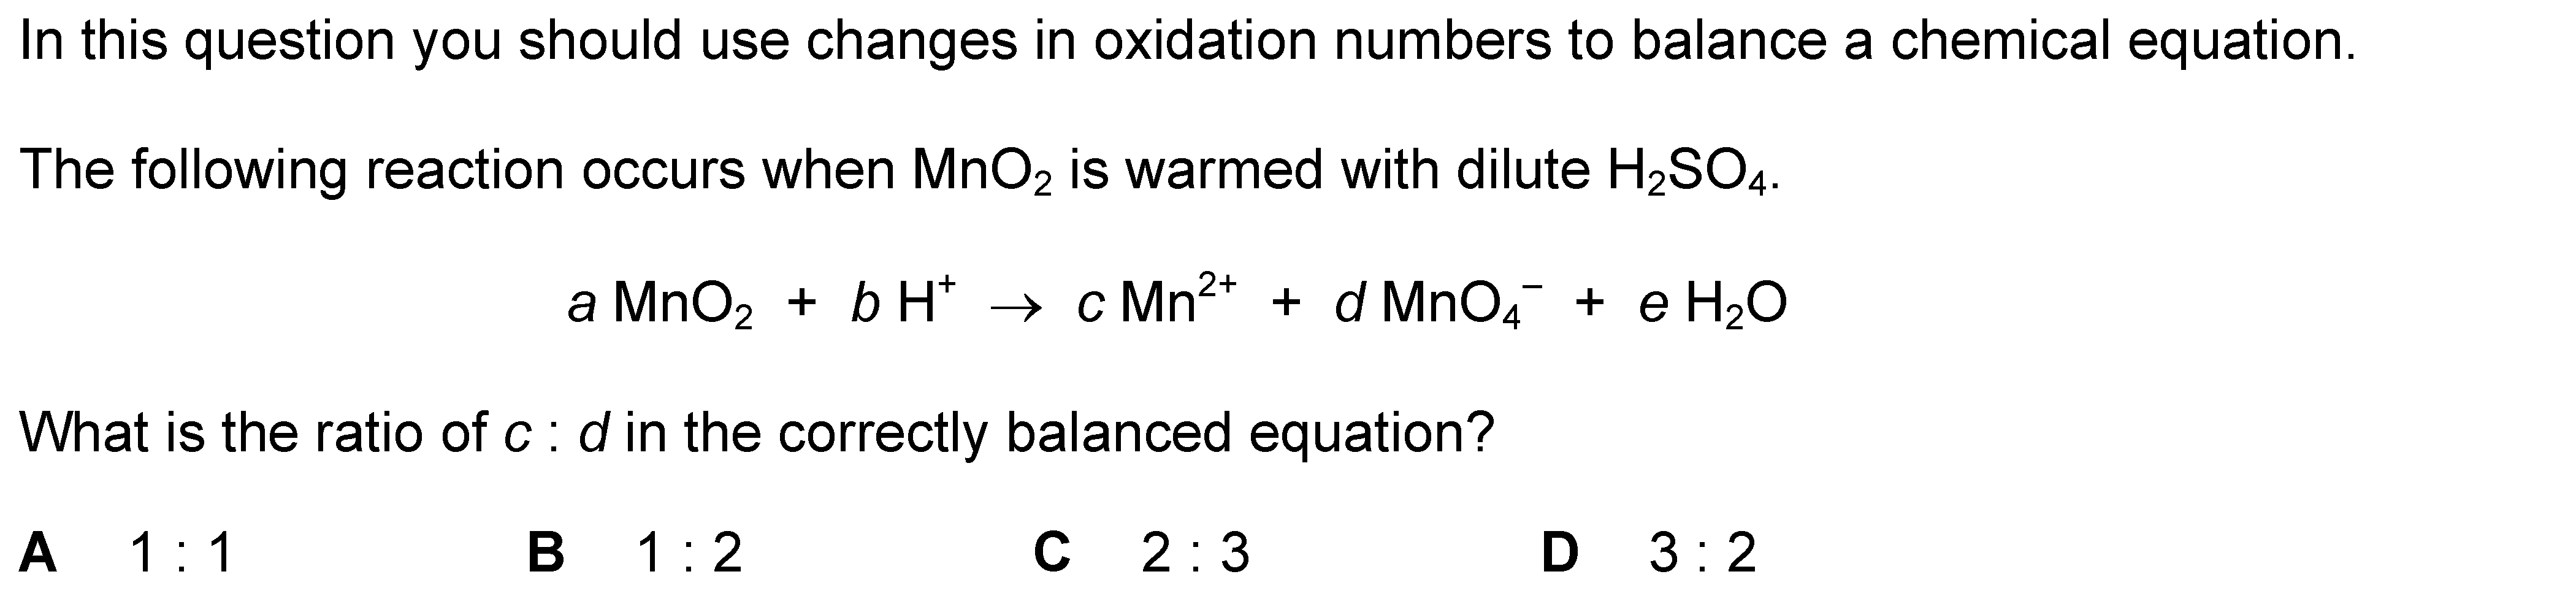 In this question you should use changes in oxidation numbers to balance a chemical equation.
The following reaction occurs when MnO₂ is warmed with dilute H₂SO₄.
a MnO₂ + b H⁺ → c Mn²⁺ + d MnO₄⁻ + e H₂O
What is the ratio of c : d in the correctly balanced equation?
A 1 : 1 B 1 : 2 C 2 : 3 D 3 : 2